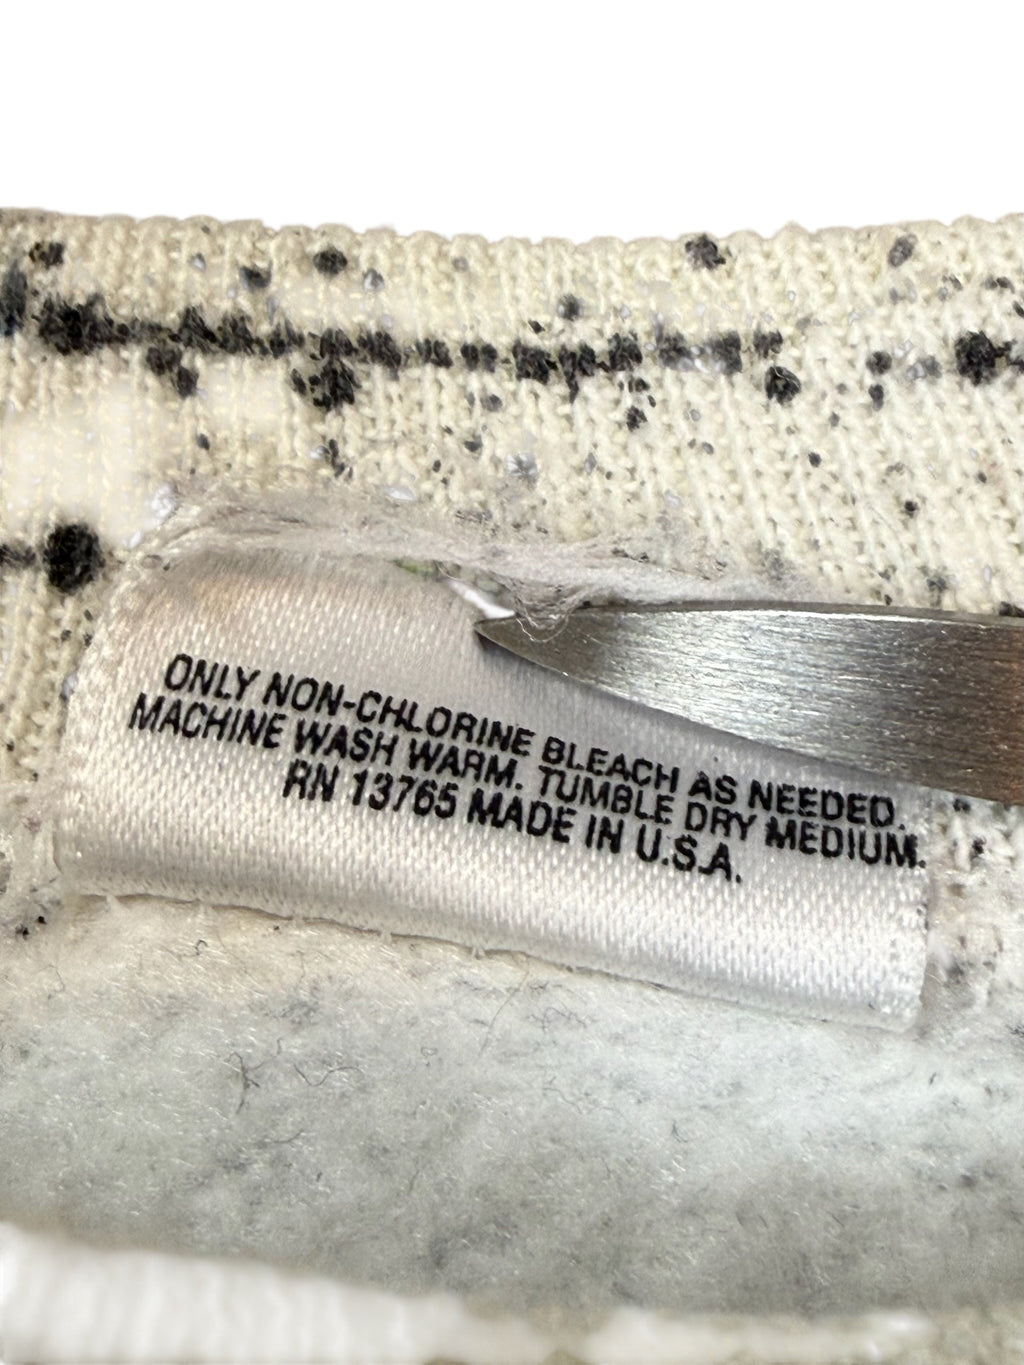 ONLY NON-CHLORINE BLEACH AS NEEDED.
MACHINE WASH WARM. TUMBLE DRY MEDIUM.
RN 13765 MADE IN U.S.A.